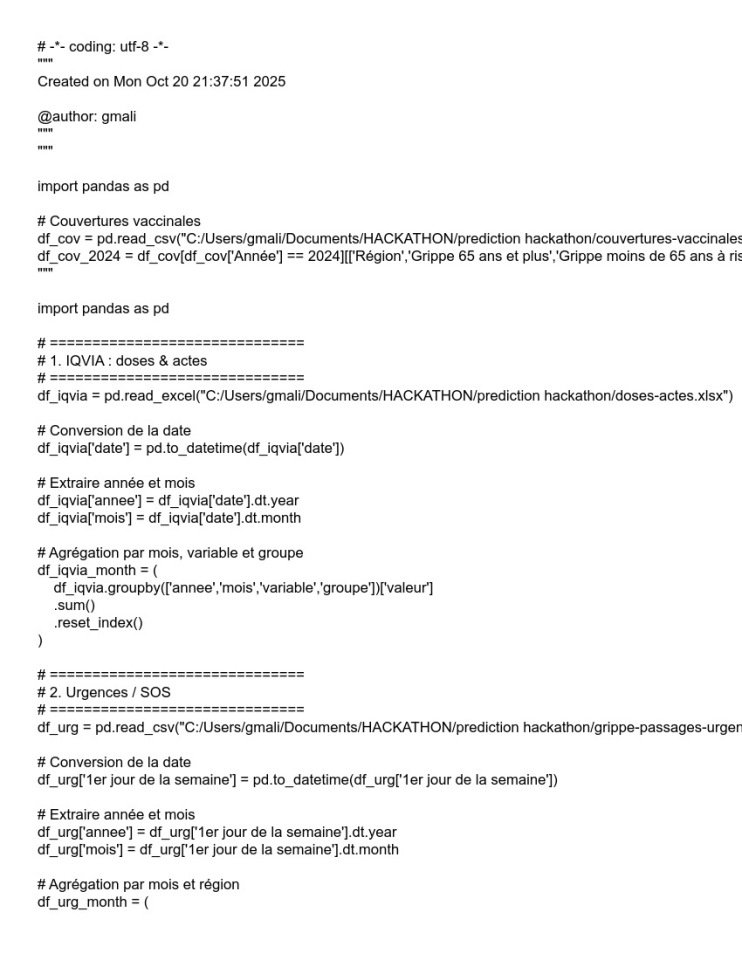 # -*- coding: utf-8 -*-
"""
Created on Mon Oct 20 21:37:51 2025
@author: gmali
"""
"""
import pandas as pd
# Couvertures vaccinales
df_cov = pd.read_csv("C:/Users/gmali/Documents/HACKATHON/prediction hackathon/couvertures-vaccinales
df_cov_2024 = df_cov[df_cov['Année'] == 2024][['Région','Grippe 65 ans et plus','Grippe moins de 65 ans à ris
"""
import pandas as pd
# ==============================
# 1. IQVIA : doses & actes
# ==============================
df_iqvia = pd.read_excel("C:/Users/gmali/Documents/HACKATHON/prediction hackathon/doses-actes.xlsx")
# Conversion de la date
df_iqvia['date'] = pd.to_datetime(df_iqvia['date'])
# Extraire année et mois
df_iqvia['annee'] = df_iqvia['date'].dt.year
df_iqvia['mois'] = df_iqvia['date'].dt.month
# Agrégation par mois, variable et groupe
df_iqvia_month = (
    df_iqvia.groupby(['annee','mois','variable','groupe'])['valeur']
    .sum()
    .reset_index()
)
# ==============================
# 2. Urgences / SOS
# ==============================
df_urg = pd.read_csv("C:/Users/gmali/Documents/HACKATHON/prediction hackathon/grippe-passages-urgen
# Conversion de la date
df_urg['1er jour de la semaine'] = pd.to_datetime(df_urg['1er jour de la semaine'])
# Extraire année et mois
df_urg['annee'] = df_urg['1er jour de la semaine'].dt.year
df_urg['mois'] = df_urg['1er jour de la semaine'].dt.month
# Agrégation par mois et région
df_urg_month = (